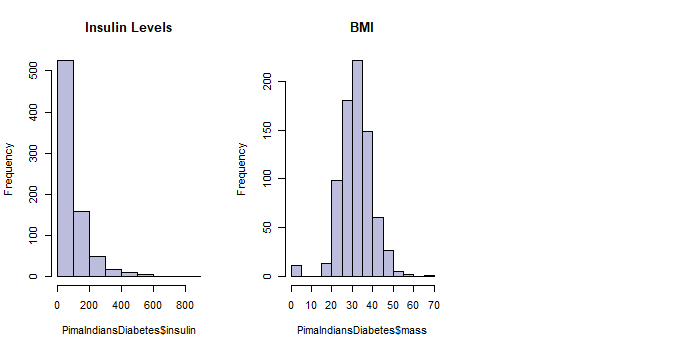 Insulin Levels
Frequency
0 100 200 300 400 500
0 200 400 600 800
PimaIndiansDiabetes$insulin
BMI
Frequency
0 50 100 150 200
0 10 20 30 40 50 60 70
PimaIndiansDiabetes$mass